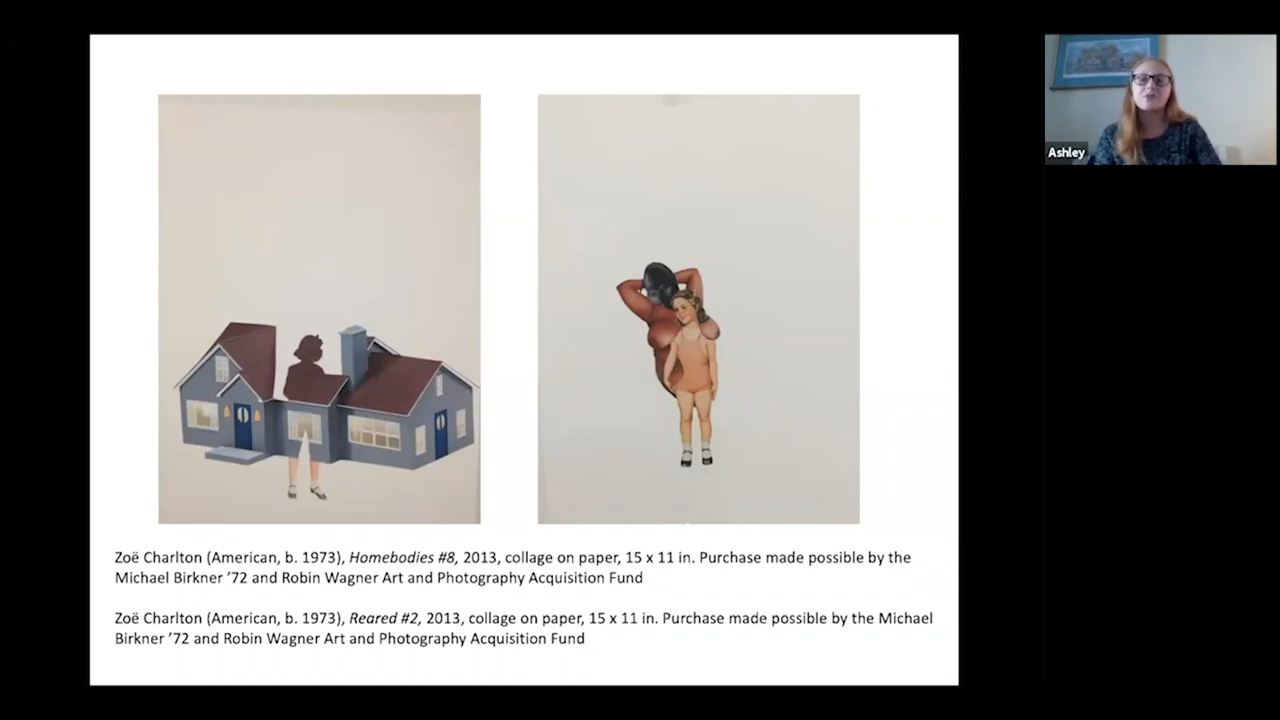 Ashley
Zoë Charlton (American, b. 1973), Homebodies #8, 2013, collage on paper, 15 x 11 in. Purchase made possible by the
Michael Birkner ’72 and Robin Wagner Art and Photography Acquisition Fund
Zoë Charlton (American, b. 1973), Reared #2, 2013, collage on paper, 15 x 11 in. Purchase made possible by the Michael
Birkner ’72 and Robin Wagner Art and Photography Acquisition Fund